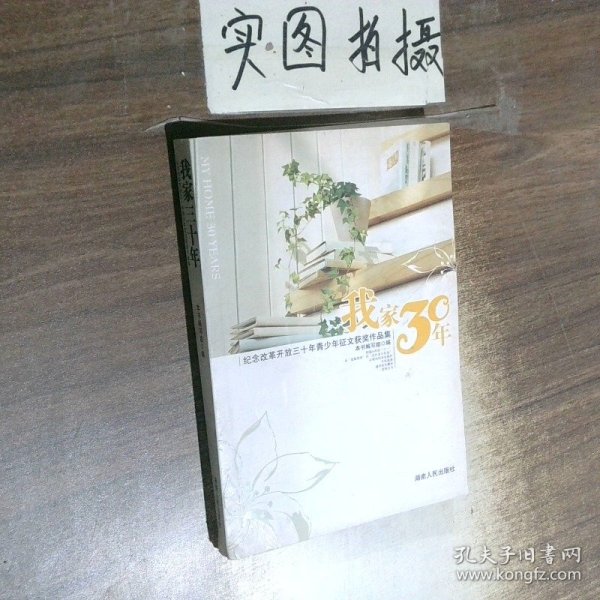 实图拍摄
我家三十年
MY HOME 30 YEARS
我家30年
纪念改革开放三十年青少年征文获奖作品集
本书编写组◎编
湖南人民出版社
孔夫子旧书网
www.kongfz.com